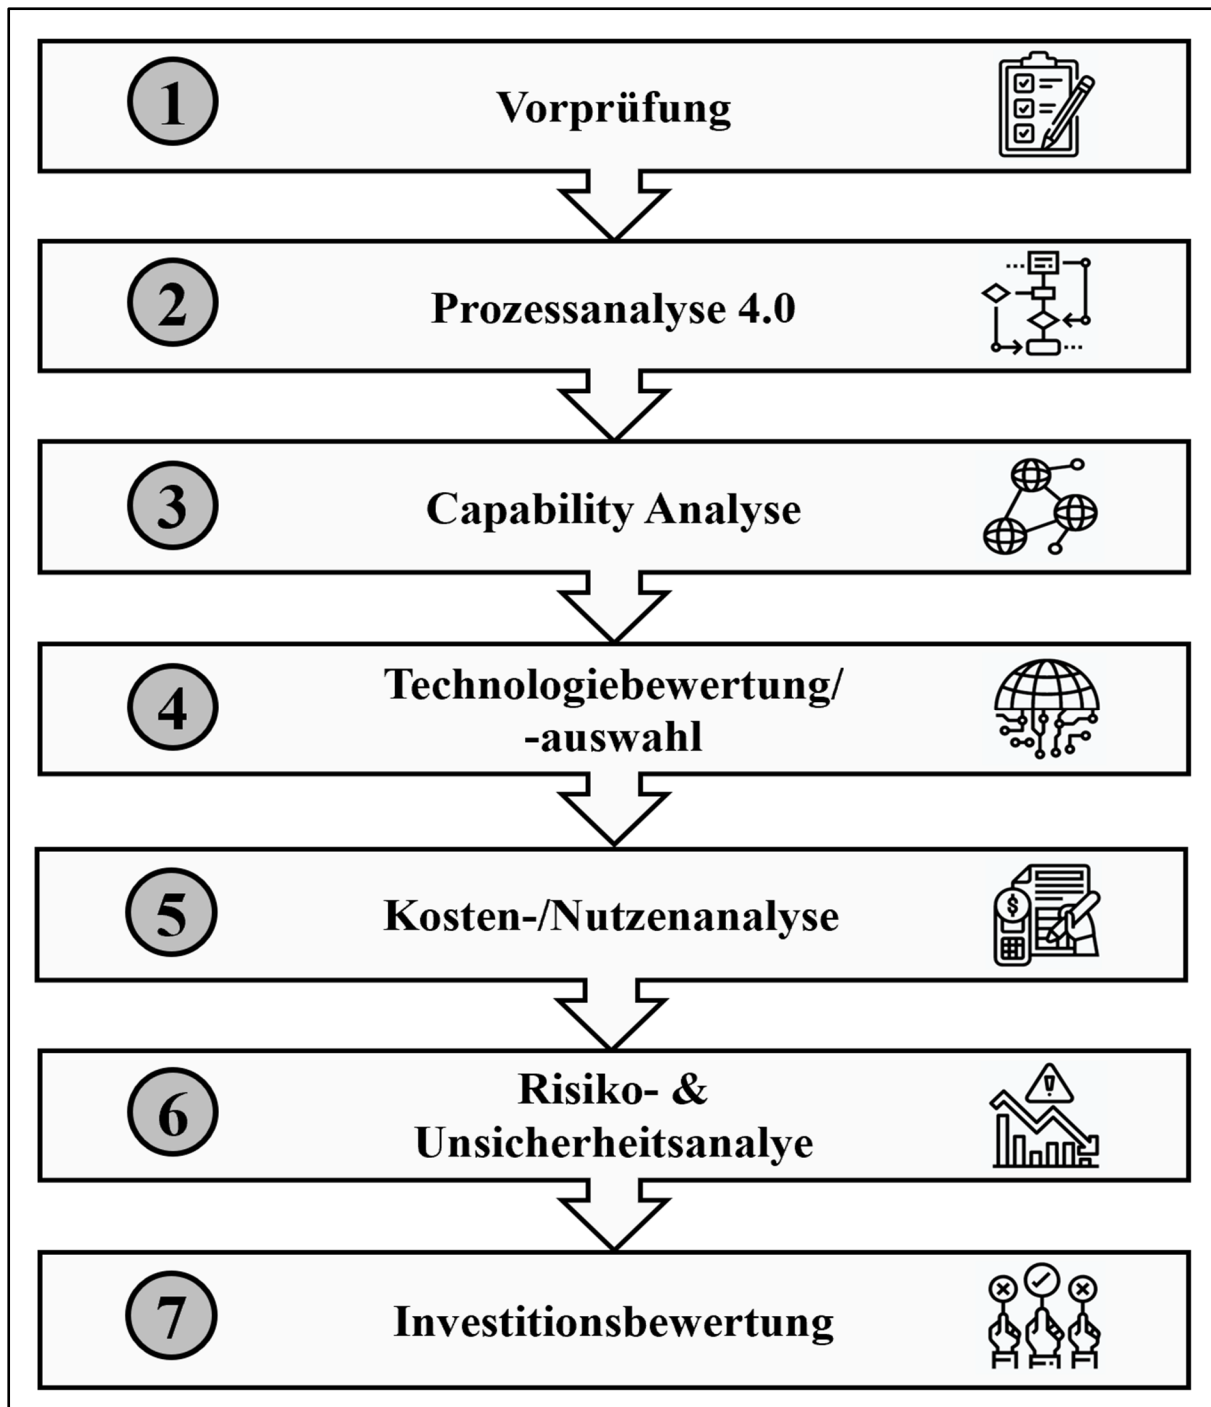 1
Vorprüfung
2
Prozessanalyse 4.0
3
Capability Analyse
4
Technologiebewertung/
-auswahl
5
Kosten-/Nutzenanalyse
$
6
Risiko- &
Unsicherheitsanalye
!
7
Investitionsbewertung